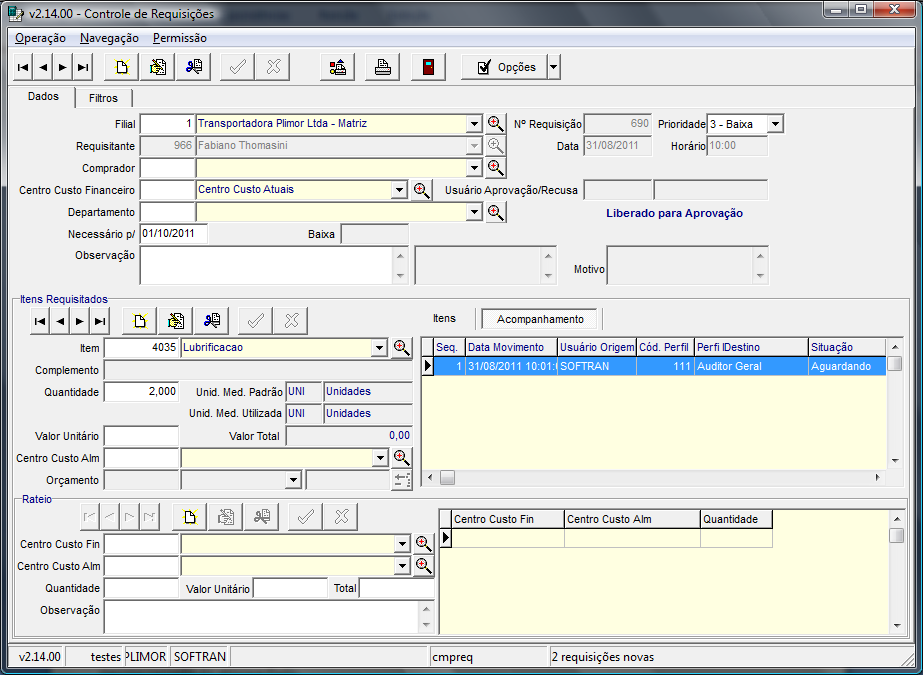 v2.14.00 - Controle de Requisições
Operação Navegação Permissão
Opções
Dados Filtros
Filial 1 Transportadora Plimor Ltda - Matriz Nº Requisição 690 Prioridade 3 - Baixa
Requisitante 966 Fabiano Thomasini Data 31/08/2011 Horário 10:00
Comprador
Centro Custo Financeiro Centro Custo Atuais Usuário Aprovação/Recusa
Departamento Liberado para Aprovação
Necessário p/ 01/10/2011 Baixa
Observação Motivo
Itens Requisitados
Itens Acompanhamento
Item 4035 Lubrificacao
Seq. Data Movimento Usuário Origem Cód. Perfil Perfl IDestino Situação
1 31/08/2011 10:01: SOFTRAN 111 Auditor Geral Aguardando
Complemento
Quantidade 2,000 Unid. Med. Padrão UNI Unidades
Unid. Med. Utilizada UNI Unidades
Valor Unitário Valor Total 0,00
Centro Custo Alm
Orçamento
Rateio
Centro Custo Fin Centro Custo Alm Quantidade
Centro Custo Fin
Centro Custo Alm
Quantidade Valor Unitário Total
Observação
v2.14.00 testes PLIMOR SOFTRAN cmpreq 2 requisições novas